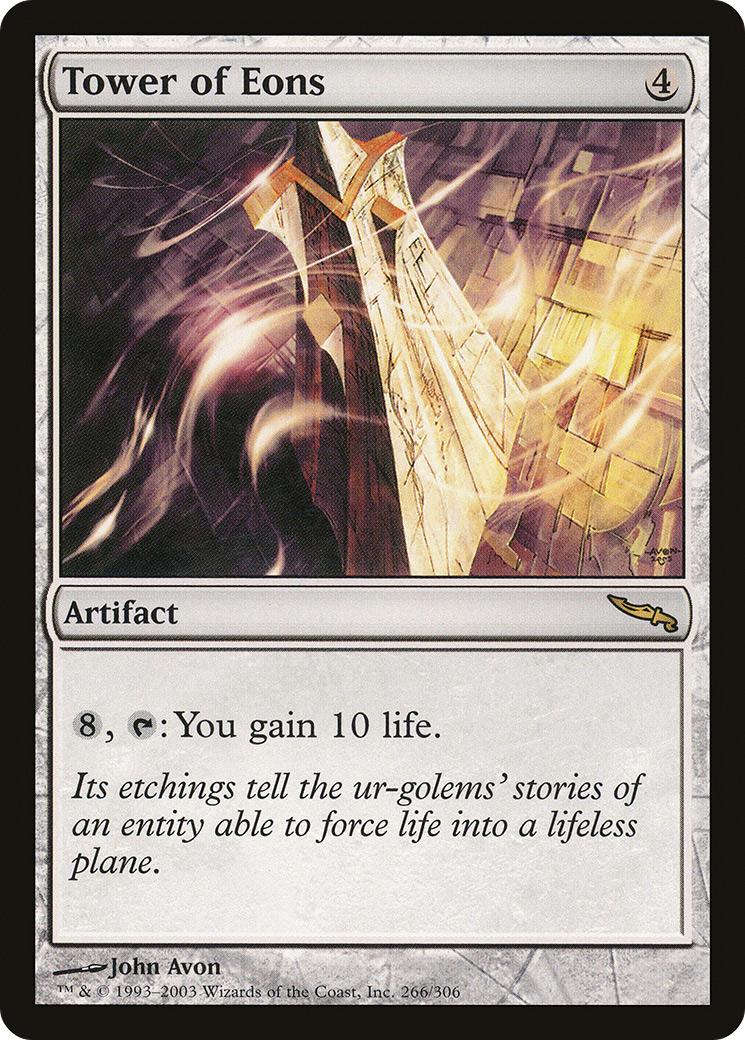 Tower of Eons
4
-AVON-
2003
Artifact
8, : You gain 10 life.
Its etchings tell the ur-golems' stories of
an entity able to force life into a lifeless
plane.
John Avon
™ & © 1993–2003 Wizards of the Coast, Inc. 266/306